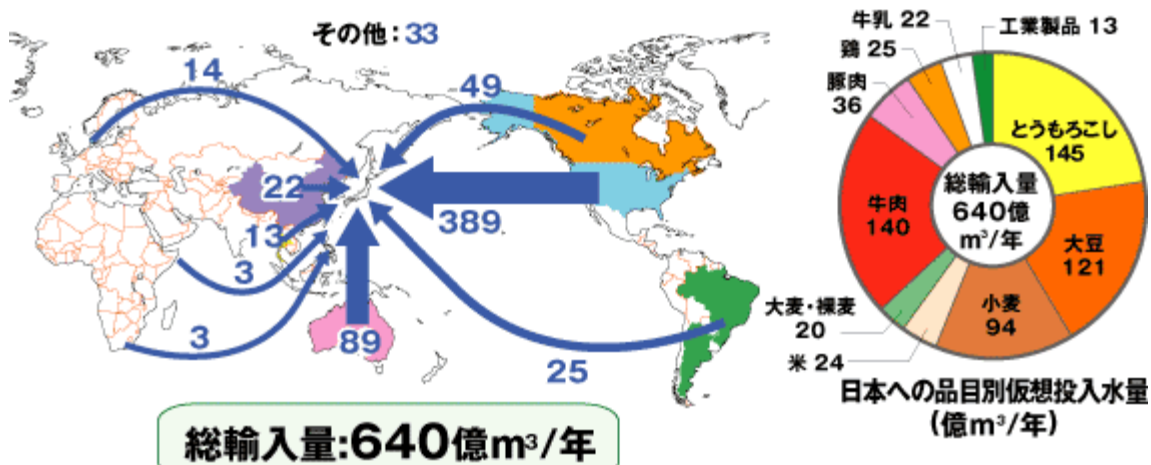 その他:33
14
49
22
389
13
3
3
89
25
総輸入量:640億m³/年
牛乳 22
工業製品 13
鶏 25
豚肉
36
とうもろこし
145
牛肉
140
総輸入量
640億
m³/年
大豆
121
大麦・裸麦
20
小麦
94
米 24
日本への品目別仮想投入水量
(億m³/年)